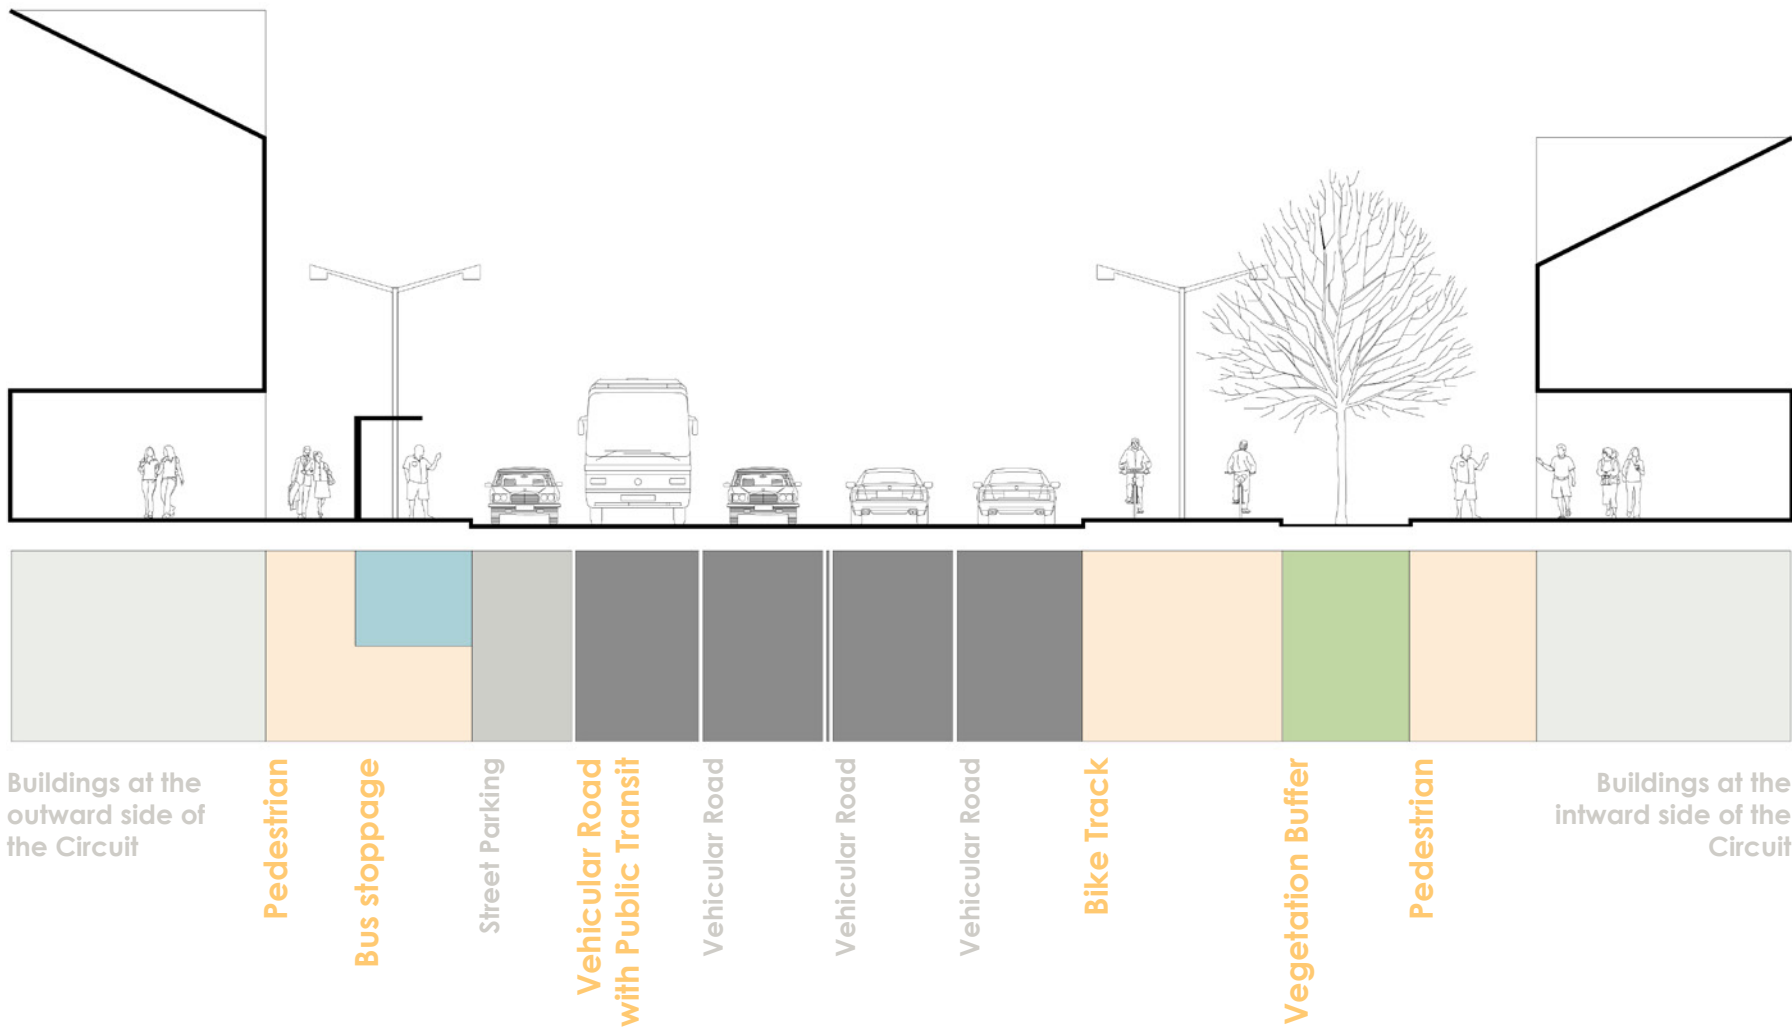 Buildings at the
outward side of
the Circuit
Pedestrian
Bus stoppage
Street Parking
Vehicular Road
with Public Transit
Vehicular Road
Vehicular Road
Vehicular Road
Bike Track
Vegetation Buffer
Pedestrian
Buildings at the
intward side of the
Circuit